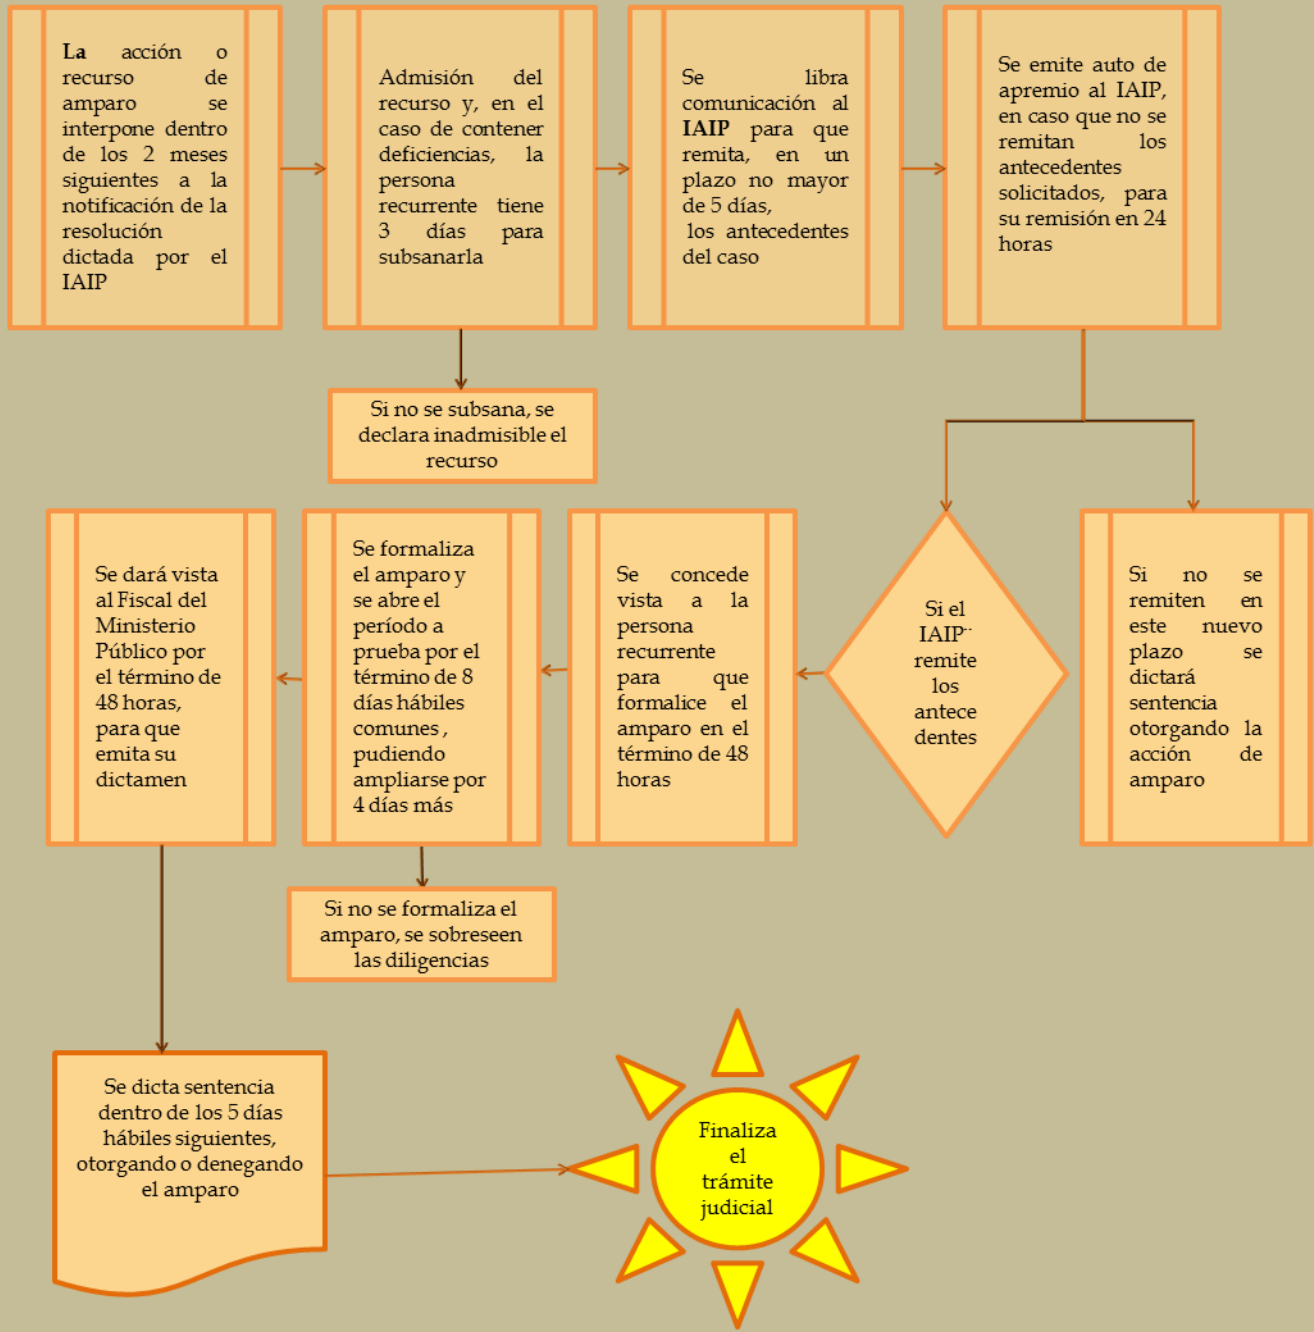 La acción o
recurso de
amparo se
interpone dentro
de los 2 meses
siguientes a la
notificación de la
resolución
dictada por el
IAIP
Admisión del
recurso y, en el
caso de contener
deficiencias, la
persona
recurrente tiene
3 días para
subsanarla
Se libra
comunicación al
IAIP para que
remita, en un
plazo no mayor
de 5 días,
los antecedentes
del caso
Se emite auto de
apremio al IAIP,
en caso que no se
remitan los
antecedentes
solicitados, para
su remisión en 24
horas
Si no se subsana, se
declara inadmisible el
recurso
Se dará vista
al Fiscal del
Ministerio
Público por
el término de
48 horas,
para que
emita su
dictamen
Se formaliza
el amparo y
se abre el
período a
prueba por el
término de 8
días hábiles
comunes ,
pudiendo
ampliarse por
4 días más
Se concede
vista a la
persona
recurrente
para que
formalice el
amparo en el
término de 48
horas
Si el
IAIP
remite
los
antece
dentes
Si no se
remiten en
este nuevo
plazo se
dictará
sentencia
otorgando la
acción de
amparo
Si no se formaliza el
amparo, se sobreseen
las diligencias
Se dicta sentencia
dentro de los 5 días
hábiles siguientes,
otorgando o denegando
el amparo
Finaliza
el
trámite
judicial